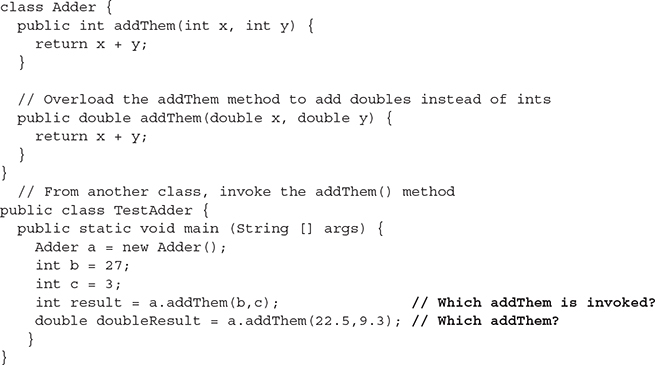 class Adder {
  public int addThem(int x, int y) {
    return x + y;
  }

  // Overload the addThem method to add doubles instead of ints
  public double addThem(double x, double y) {
    return x + y;
  }
}
  // From another class, invoke the addThem() method
public class TestAdder {
  public static void main (String [] args) {
    Adder a = new Adder();
    int b = 27;
    int c = 3;
    int result = a.addThem(b,c);                // Which addThem is invoked?
    double doubleResult = a.addThem(22.5,9.3); // Which addThem?
   }
}